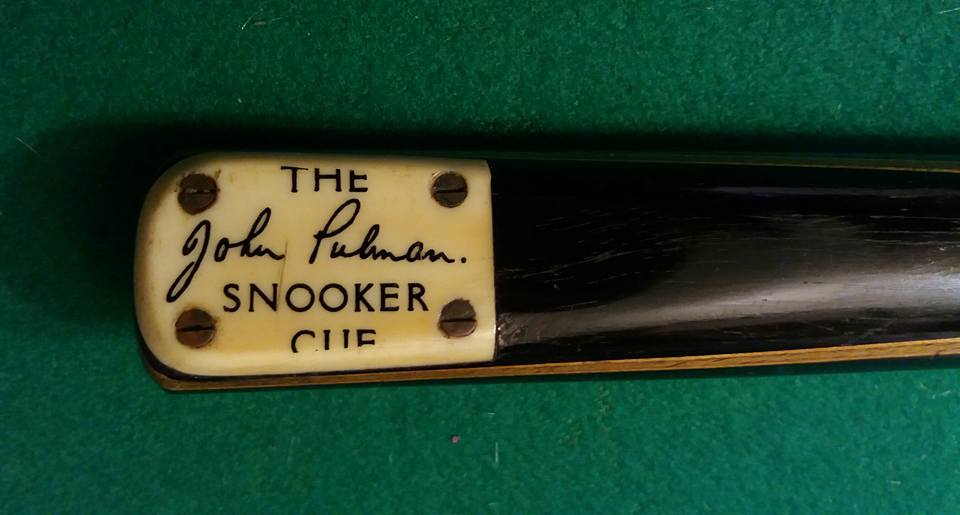 THE
John Pulman.
SNOOKER
CUE